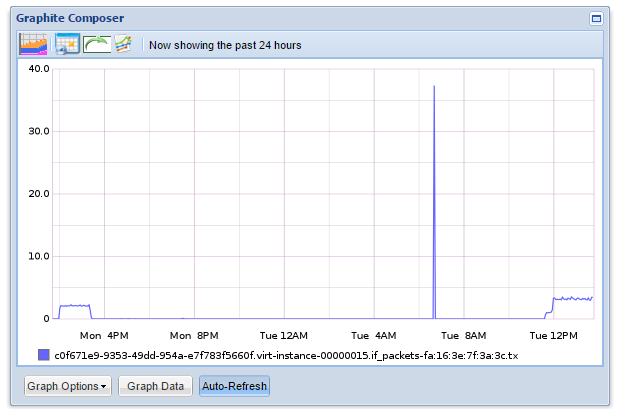 Graphite Composer
Now showing the past 24 hours
40.0
30.0
20.0
10.0
0
Mon 4PM Mon 8PM Tue 12AM Tue 4AM Tue 8AM Tue 12PM
c0f671e9-9353-49dd-954a-e7f783f5660f.virt-instance-00000015.if_packets-fa:16:3e:7f:3a:3c.tx
Graph Options Graph Data Auto-Refresh